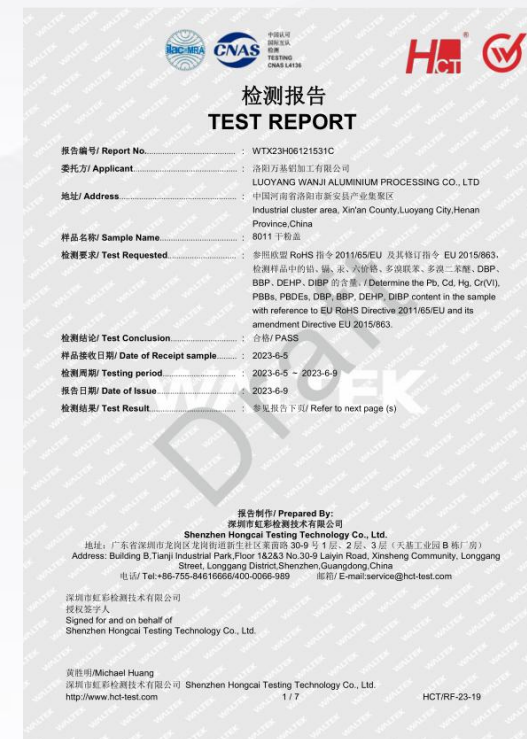 ilac-MRA
CNAS
中国认可
国际互认
检测
TESTING
CNAS L4136
HCT
检测报告
TEST REPORT
报告编号/ Report No. : WTX23H06121531C
委托方/ Applicant : 洛阳万基铝加工有限公司
LUOYANG WANJI ALUMINIUM PROCESSING CO., LTD
地址/ Address : 中国河南省洛阳市新安县产业集聚区
Industrial cluster area, Xin'an County,Luoyang City,Henan
Province,China
样品名称/ Sample Name : 8011 干粉盖
检测要求/ Test Requested : 参照欧盟 RoHS 指令 2011/65/EU 及其修订指令 EU 2015/863,
检测样品中的铅、镉、汞、六价铬、多溴联苯、多溴二苯醚、DBP、
BBP、DEHP、DIBP 的含量。/ Determine the Pb, Cd, Hg, Cr(VI),
PBBs, PBDEs, DBP, BBP, DEHP, DIBP content in the sample
with reference to EU RoHS Directive 2011/65/EU and its
amendment Directive EU 2015/863.
检测结论/ Test Conclusion : 合格/ PASS
样品接收日期/ Date of Receipt sample : 2023-6-5
检测周期/ Testing period : 2023-6-5 ~ 2023-6-9
报告日期/ Date of Issue : 2023-6-9
检测结果/ Test Result : 参见报告下页/ Refer to next page (s)
WALTEK
Draft
报告制作/ Prepared By:
深圳市虹彩检测技术有限公司
Shenzhen Hongcai Testing Technology Co., Ltd.
地址：广东省深圳市龙岗区龙岗街道新生社区莱茵路 30-9 号 1 层、2 层、3 层（天基工业园 B 栋厂房）
Address: Building B,Tianji Industrial Park,Floor 1&2&3 No.30-9 Laiyin Road, Xinsheng Community, Longgang
Street, Longgang District,Shenzhen,Guangdong,China
电话/ Tel:+86-755-84616666/400-0066-989 邮箱/ E-mail:service@hct-test.com
深圳市虹彩检测技术有限公司
授权签字人
Signed for and on behalf of
Shenzhen Hongcai Testing Technology Co., Ltd.
黄胜明/Michael Huang
深圳市虹彩检测技术有限公司 Shenzhen Hongcai Testing Technology Co., Ltd.
http://www.hct-test.com 1 / 7 HCT/RF-23-19